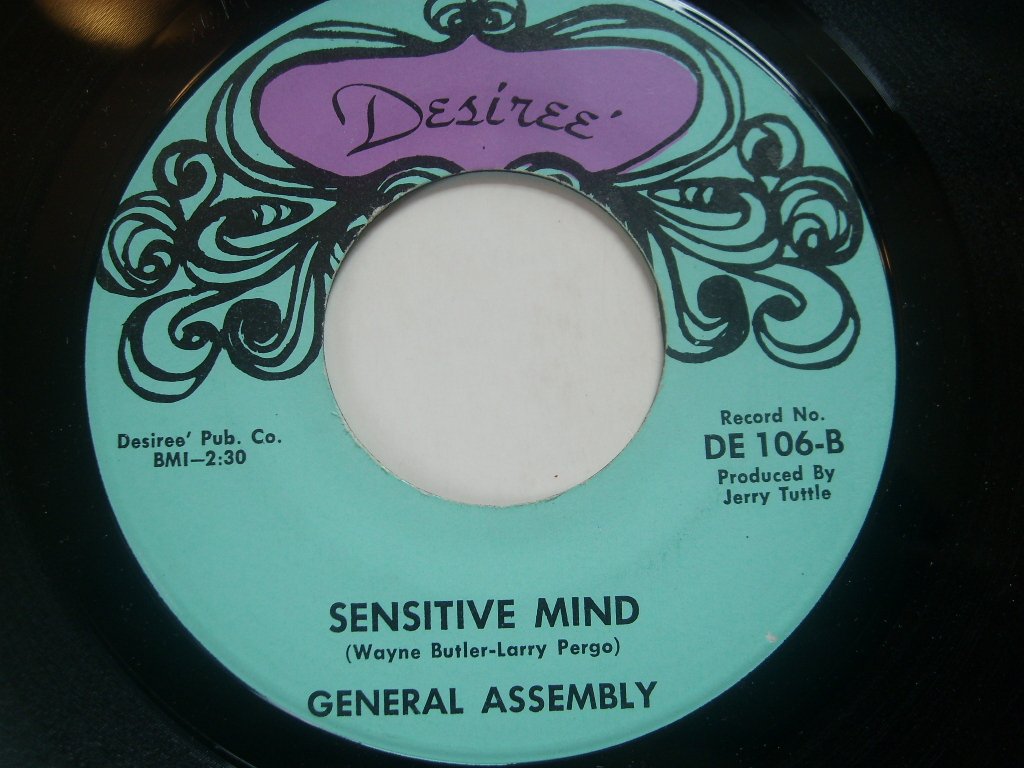 Desireé
Desiree' Pub. Co.
BMI—2:30
Record No.
DE 106-B
Produced By
Jerry Tuttle
SENSITIVE MIND
(Wayne Butler-Larry Pergo)
GENERAL ASSEMBLY